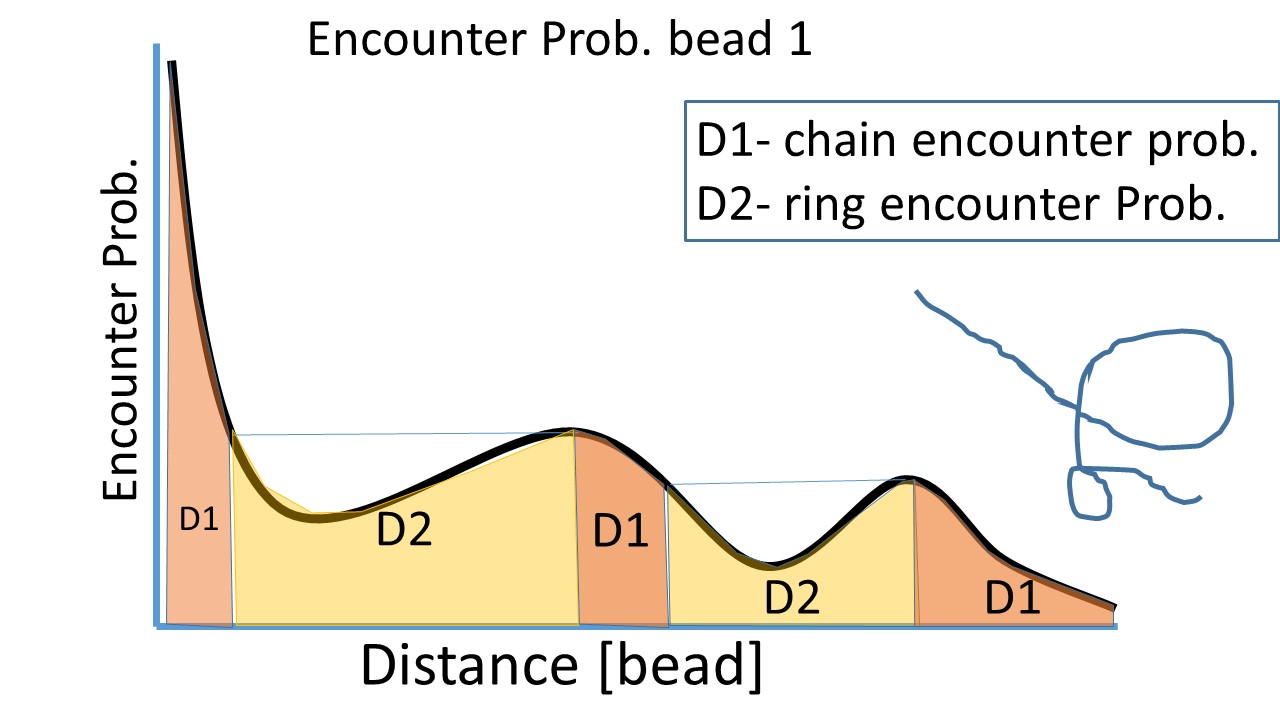 Encounter Prob. bead 1
D1- chain encounter prob.
D2- ring encounter Prob.
Encounter Prob.
D1
D2
D1
D2
D1
Distance [bead]